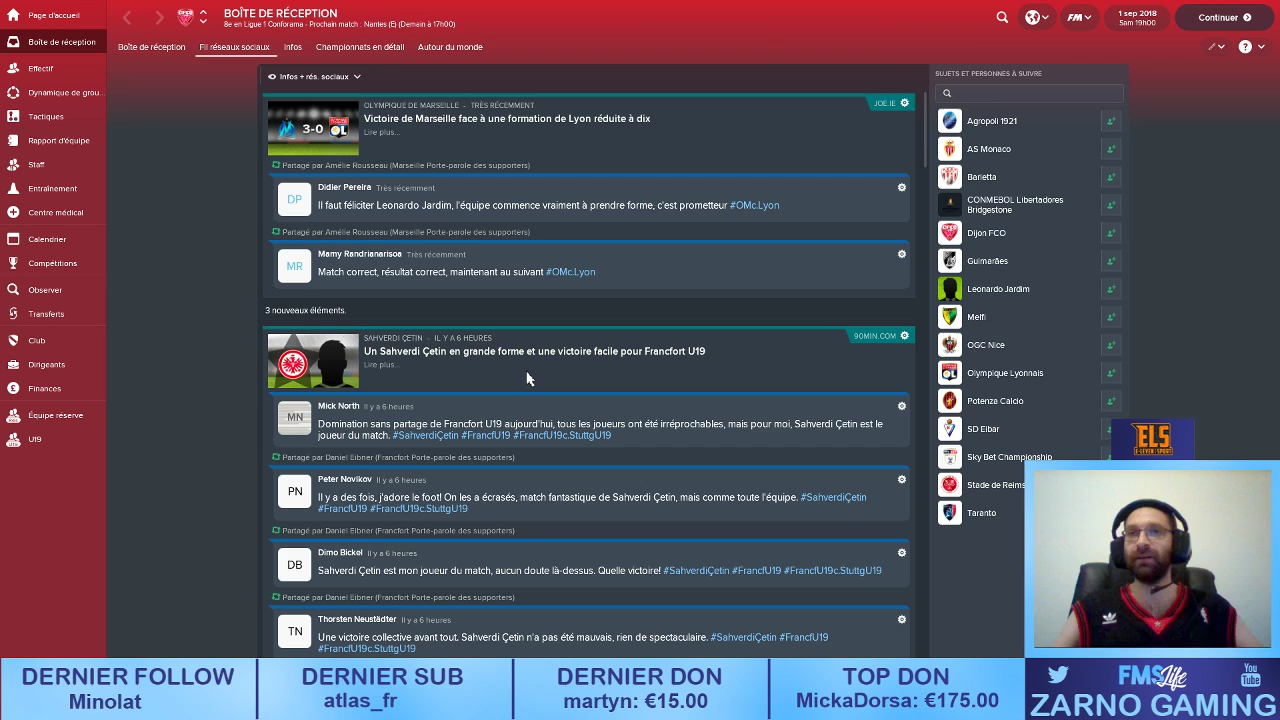 Page d'accueil
Boîte de réception
Effectif
Dynamique de grou...
Tactiques
Rapport d'équipe
Staff
Entraînement
Centre médical
Calendrier
Compétitions
Observer
Transferts
Club
Dirigeants
Finances
Équipe réserve
U19
BOÎTE DE RÉCEPTION
8e en Ligue 1 Conforama - Prochain match : Nantes (E) (Demain à 17h00)
FM
1 sep 2018
Sam 19h00
Continuer
Boîte de réception
Fil réseaux sociaux
Infos
Championnats en détail
Autour du monde
?
Infos + rés. sociaux
OLYMPIQUE DE MARSEILLE - TRÈS RÉCEMMENT
JOE.IE
3-0
Victoire de Marseille face à une formation de Lyon réduite à dix
Lire plus...
Partagé par Amélie Rousseau (Marseille Porte-parole des supporters)
DP
Didier Pereira Très récemment
Il faut féliciter Leonardo Jardim, l'équipe commence vraiment à prendre forme, c'est prometteur #OMc.Lyon
Partagé par Amélie Rousseau (Marseille Porte-parole des supporters)
MR
Mamy Randrianarisoa Très récemment
Match correct, résultat correct, maintenant au suivant #OMc.Lyon
3 nouveaux éléments.
SAHVERDI ÇETIN - IL Y A 6 HEURES
90MIN.COM
Un Sahverdi Çetin en grande forme et une victoire facile pour Francfort U19
Lire plus...
MN
Mick North Il y a 6 heures
Domination sans partage de Francfort U19 aujourd'hui, tous les joueurs ont été irréprochables, mais pour moi, Sahverdi Çetin est le
joueur du match. #SahverdiÇetin #FrancfU19 #FrancfU19c.StuttgU19
Partagé par Daniel Eibner (Francfort Porte-parole des supporters)
PN
Peter Novikov Il y a 6 heures
Il y a des fois, j'adore le foot! On les a écrasés, match fantastique de Sahverdi Çetin, mais comme toute l'équipe. #SahverdiÇetin
#FrancfU19 #FrancfU19c.StuttgU19
Partagé par Daniel Eibner (Francfort Porte-parole des supporters)
DB
Dimo Bickel Il y a 6 heures
Sahverdi Çetin est mon joueur du match, aucun doute là-dessus. Quelle victoire! #SahverdiÇetin #FrancfU19 #FrancfU19c.StuttgU19
Partagé par Daniel Eibner (Francfort Porte-parole des supporters)
TN
Thorsten Neustädter Il y a 6 heures
Une victoire collective avant tout. Sahverdi Çetin n'a pas été mauvais, rien de spectaculaire. #SahverdiÇetin #FrancfU19
#FrancfU19c.StuttgU19
SUJETS ET PERSONNES À SUIVRE
Agropoli 1921
AS Monaco
Barletta
CONMEBOL Libertadores
Bridgestone
Dijon FCO
Guimarães
Leonardo Jardim
Melfi
OGC Nice
Olympique Lyonnais
Potenza Calcio
SD Eibar
Sky Bet Championship
Stade de Reims
Taranto
ELS
E-LEVEN ESPORT
DERNIER FOLLOW
Minolat
DERNIER SUB
atlas_fr
DERNIER DON
martyn: €15.00
TOP DON
MickaDorsa: €175.00
FMSLife
You
Tube
ZARNO GAMING